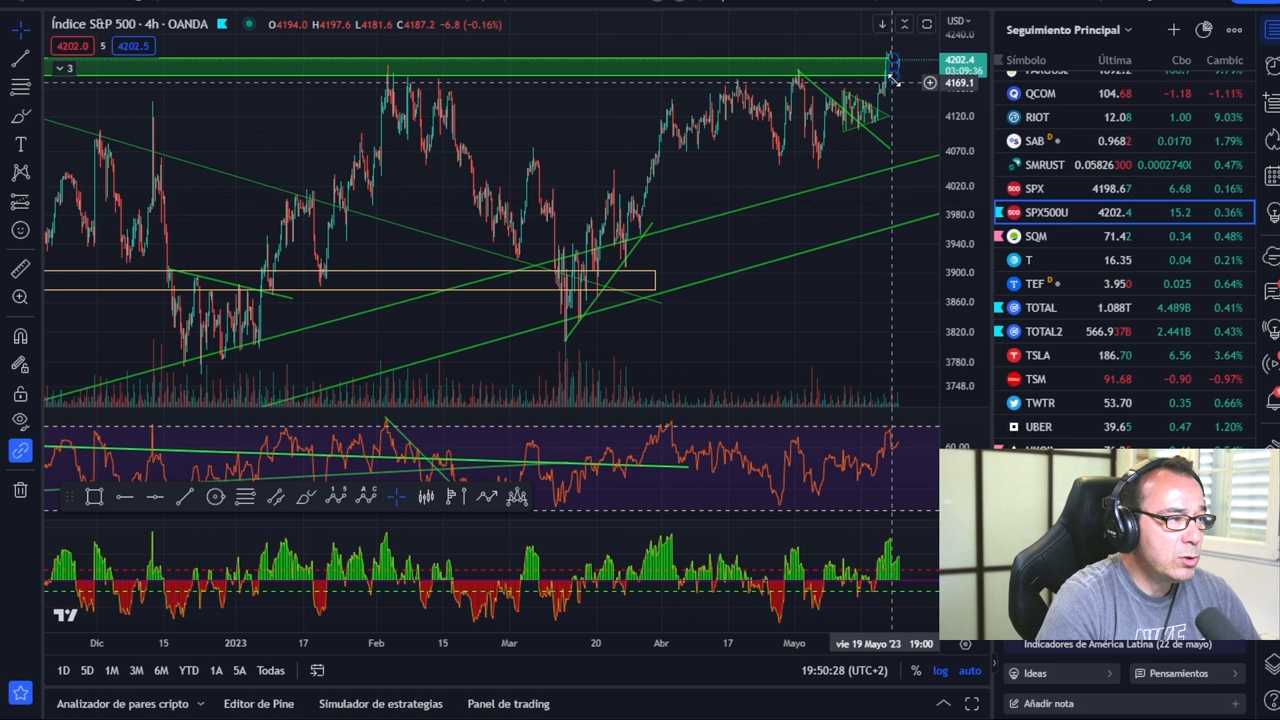 Índice S&P 500 · 4h · OANDA O4194.0 H4197.6 L4181.6 C4187.2 -6.8 (-0.16%)
4202.0 5 4202.5
3
USD
4240.0
4202.4
03:09:36
4169.1
4120.0
4070.0
4020.0
3980.0
3940.0
3900.0
3860.0
3820.0
3780.0
3748.0
60.00
Dic 15 2023 17 Feb 15 Mar 20 Abr 17 Mayo vie 19 Mayo '23 19:00
1D 5D 1M 3M 6M YTD 1A 5A Todas
19:50:28 (UTC+2) % log auto
Analizador de pares cripto Editor de Pine Simulador de estrategias Panel de trading
Seguimiento Principal
Símbolo Última Cbo Cambio
QCOM 104.68 −1.18 −1.11%
RIOT 12.08 1.00 9.03%
SAB D 0.9682 0.0170 1.79%
SMRUST 0.05826300 0.00027400 0.47%
SPX 4198.67 6.68 0.16%
SPX500U 4202.4 15.2 0.36%
SQM 71.42 0.34 0.48%
T 16.35 0.04 0.21%
TEF D 3.950 0.025 0.64%
TOTAL 1.088T 4.489B 0.41%
TOTAL2 566.937B 2.441B 0.43%
TSLA 186.70 6.56 3.64%
TSM 91.68 −0.90 −0.97%
TWTR 53.70 0.35 0.66%
UBER 39.65 0.47 1.20%
Indicadores de América Latina (22 de mayo)
Ideas Pensamientos
Añadir nota